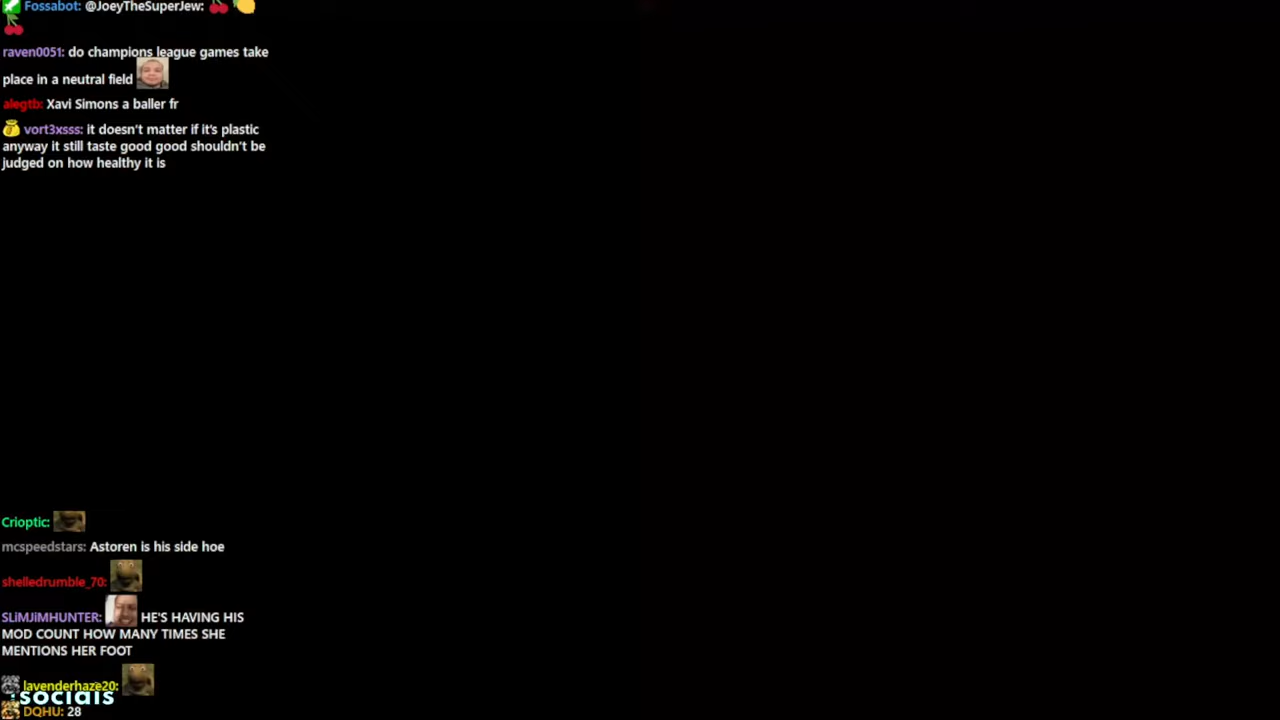 Fossabot: @JoeyTheSuperJew:
raven0051: do champions league games take
place in a neutral field
alegtb: Xavi Simons a baller fr
vort3xsss: it doesn't matter if it's plastic
anyway it still taste good good shouldn't be
judged on how healthy it is
Crioptic:
mcspeedstars: Astoren is his side hoe
shelledrumble_70:
SLiMJiMHUNTER: HE'S HAVING HIS
MOD COUNT HOW MANY TIMES SHE
MENTIONS HER FOOT
lavenderhaze20:
!socials
DQHU: 28